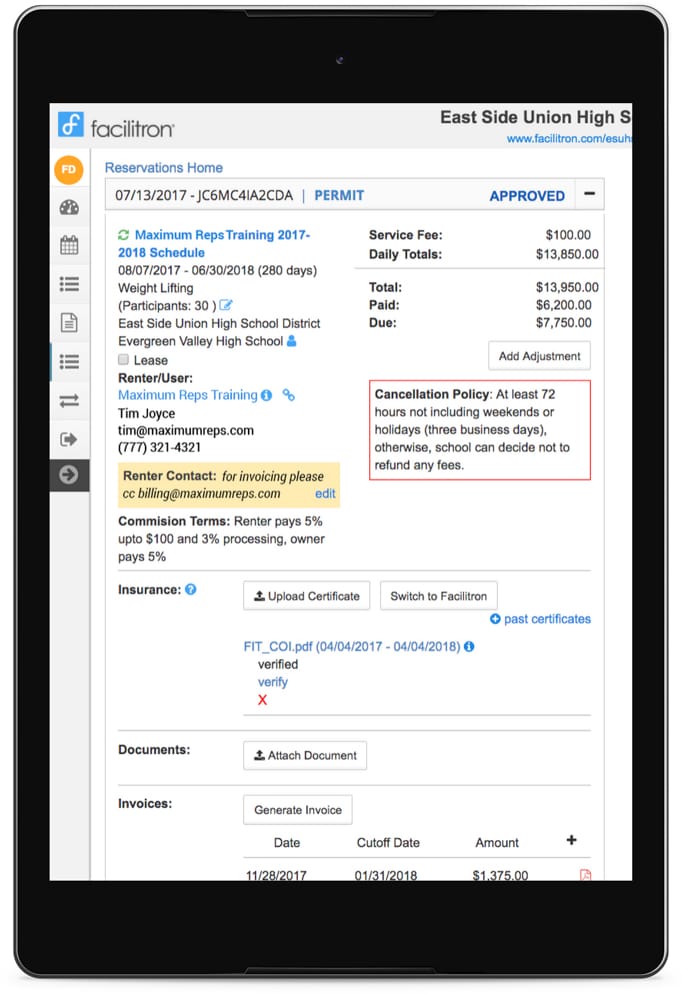 facilitron
East Side Union High S
www.facilitron.com/esuh
FD
Reservations Home
07/13/2017 - JC6MC4IA2CDA | PERMIT
APPROVED
Maximum Reps Training 2017-
2018 Schedule
08/07/2017 - 06/30/2018 (280 days)
Weight Lifting
(Participants: 30 )
East Side Union High School District
Evergreen Valley High School
Lease
Renter/User:
Maximum Reps Training
Tim Joyce
tim@maximumreps.com
(777) 321-4321
Renter Contact: for invoicing please
cc billing@maximumreps.com edit
Commision Terms: Renter pays 5%
upto $100 and 3% processing, owner
pays 5%
Service Fee: $100.00
Daily Totals: $13,850.00
Total: $13,950.00
Paid: $6,200.00
Due: $7,750.00
Add Adjustment
Cancellation Policy: At least 72
hours not including weekends or
holidays (three business days),
otherwise, school can decide not to
refund any fees.
Insurance: ? Upload Certificate Switch to Facilitron
past certificates
FIT_COI.pdf (04/04/2017 - 04/04/2018)
verified
verify
X
Documents: Attach Document
Invoices: Generate Invoice
Date Cutoff Date Amount +
11/28/2017 01/31/2018 $1,375.00